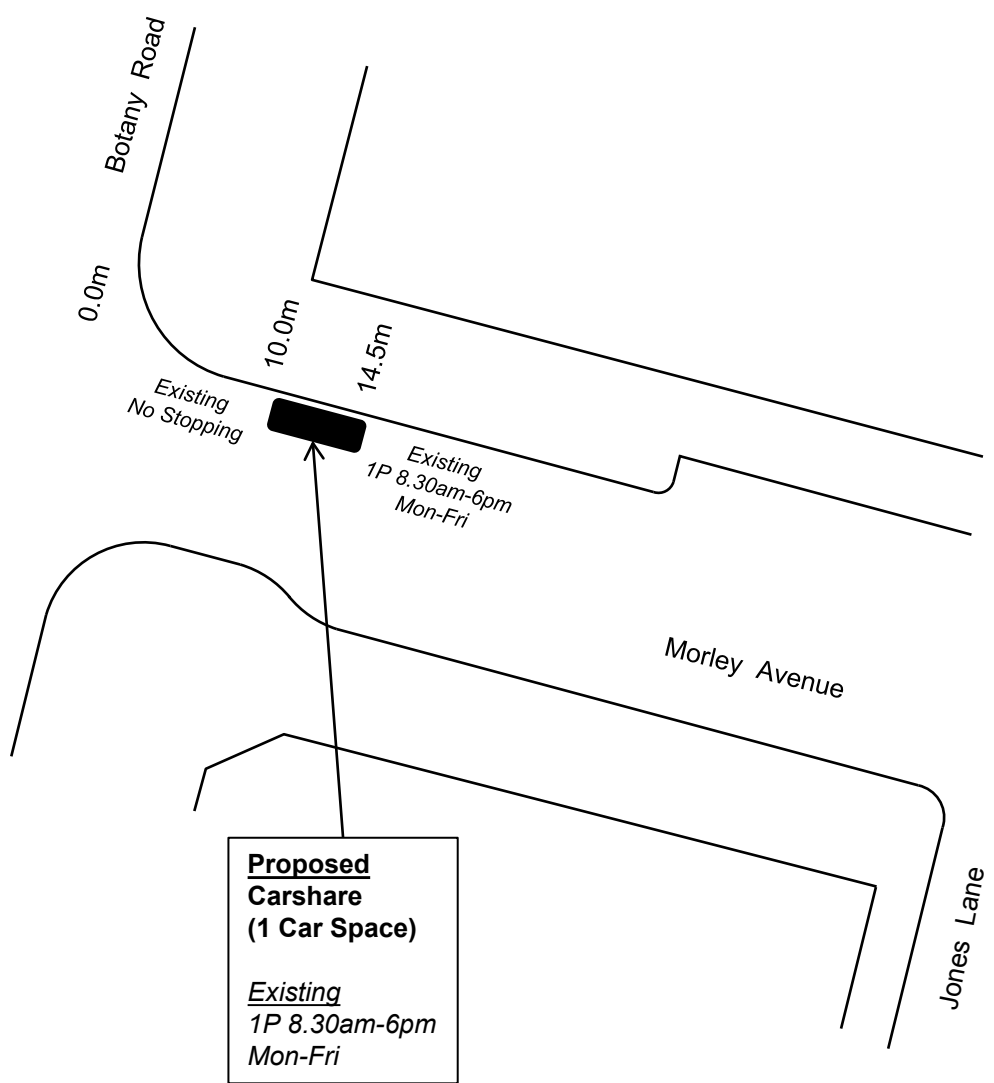 Botany Road
0.0m
10.0m
14.5m
Existing
No Stopping
Existing
1P 8.30am-6pm
Mon-Fri
Morley Avenue
Jones Lane
Proposed
Carshare
(1 Car Space)
Existing
1P 8.30am-6pm
Mon-Fri